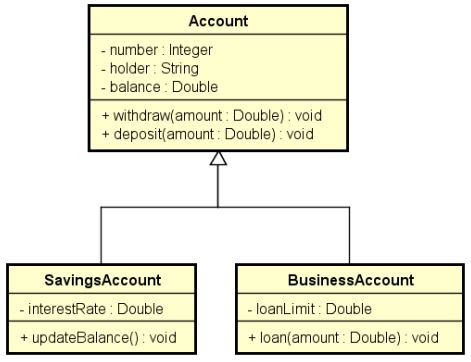 Account
- number : Integer
- holder : String
- balance : Double
+ withdraw(amount : Double) : void
+ deposit(amount : Double) : void
SavingsAccount
- interestRate : Double
+ updateBalance() : void
BusinessAccount
- loanLimit : Double
+ loan(amount : Double) : void